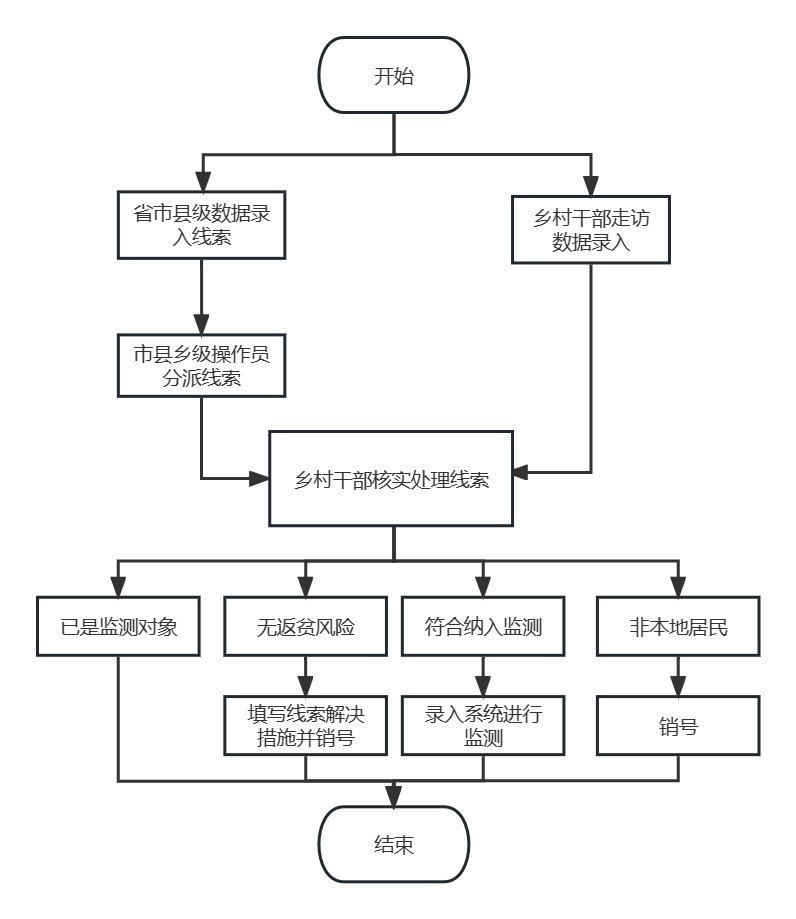 开始
省市县级数据录
入线索
乡村干部走访
数据录入
市县乡级操作员
分派线索
乡村干部核实处理线索
已是监测对象
无返贫风险
符合纳入监测
非本地居民
填写线索解决
措施并销号
录入系统进行
监测
销号
结束